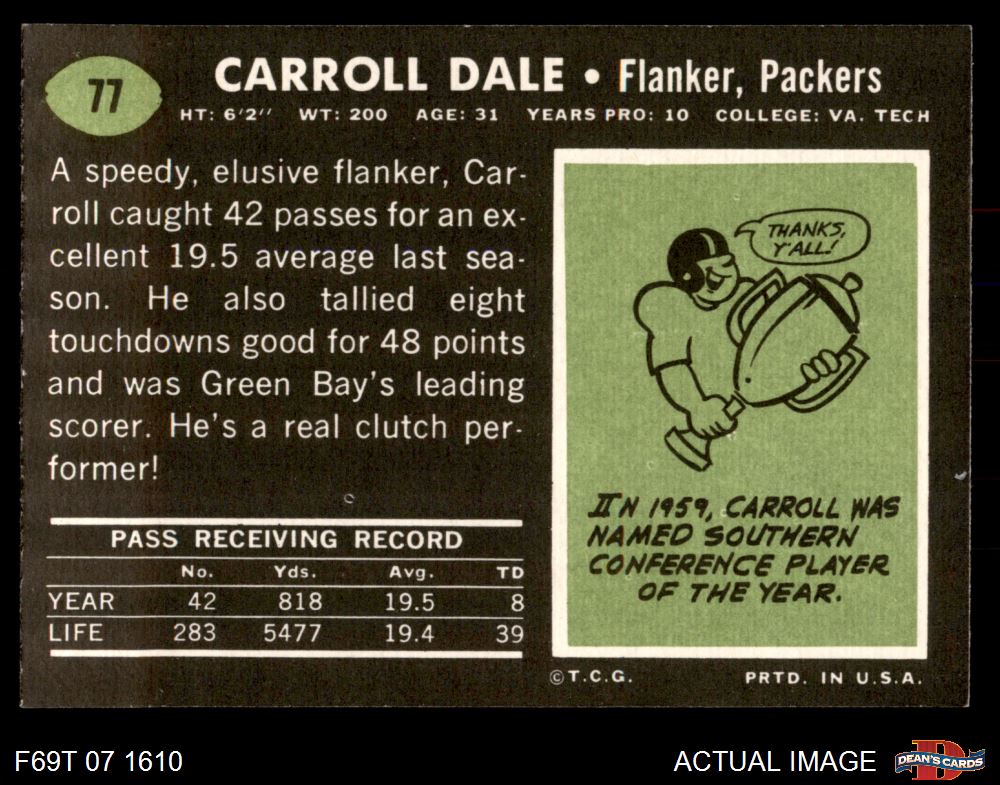 77
CARROLL DALE • Flanker, Packers
HT: 6'2" WT: 200 AGE: 31 YEARS PRO: 10 COLLEGE: VA. TECH
A speedy, elusive flanker, Car-
roll caught 42 passes for an ex-
cellent 19.5 average last sea-
son. He also tallied eight
touchdowns good for 48 points
and was Green Bay's leading
scorer. He's a real clutch per-
former!
PASS RECEIVING RECORD
No. Yds. Avg. TD
YEAR 42 818 19.5 8
LIFE 283 5477 19.4 39
THANKS,
Y'ALL!
IN 1959, CARROLL WAS
NAMED SOUTHERN
CONFERENCE PLAYER
OF THE YEAR.
©T.C.G. PRTD. IN U.S.A.
F69T 07 1610
ACTUAL IMAGE
DEAN'S CARDS